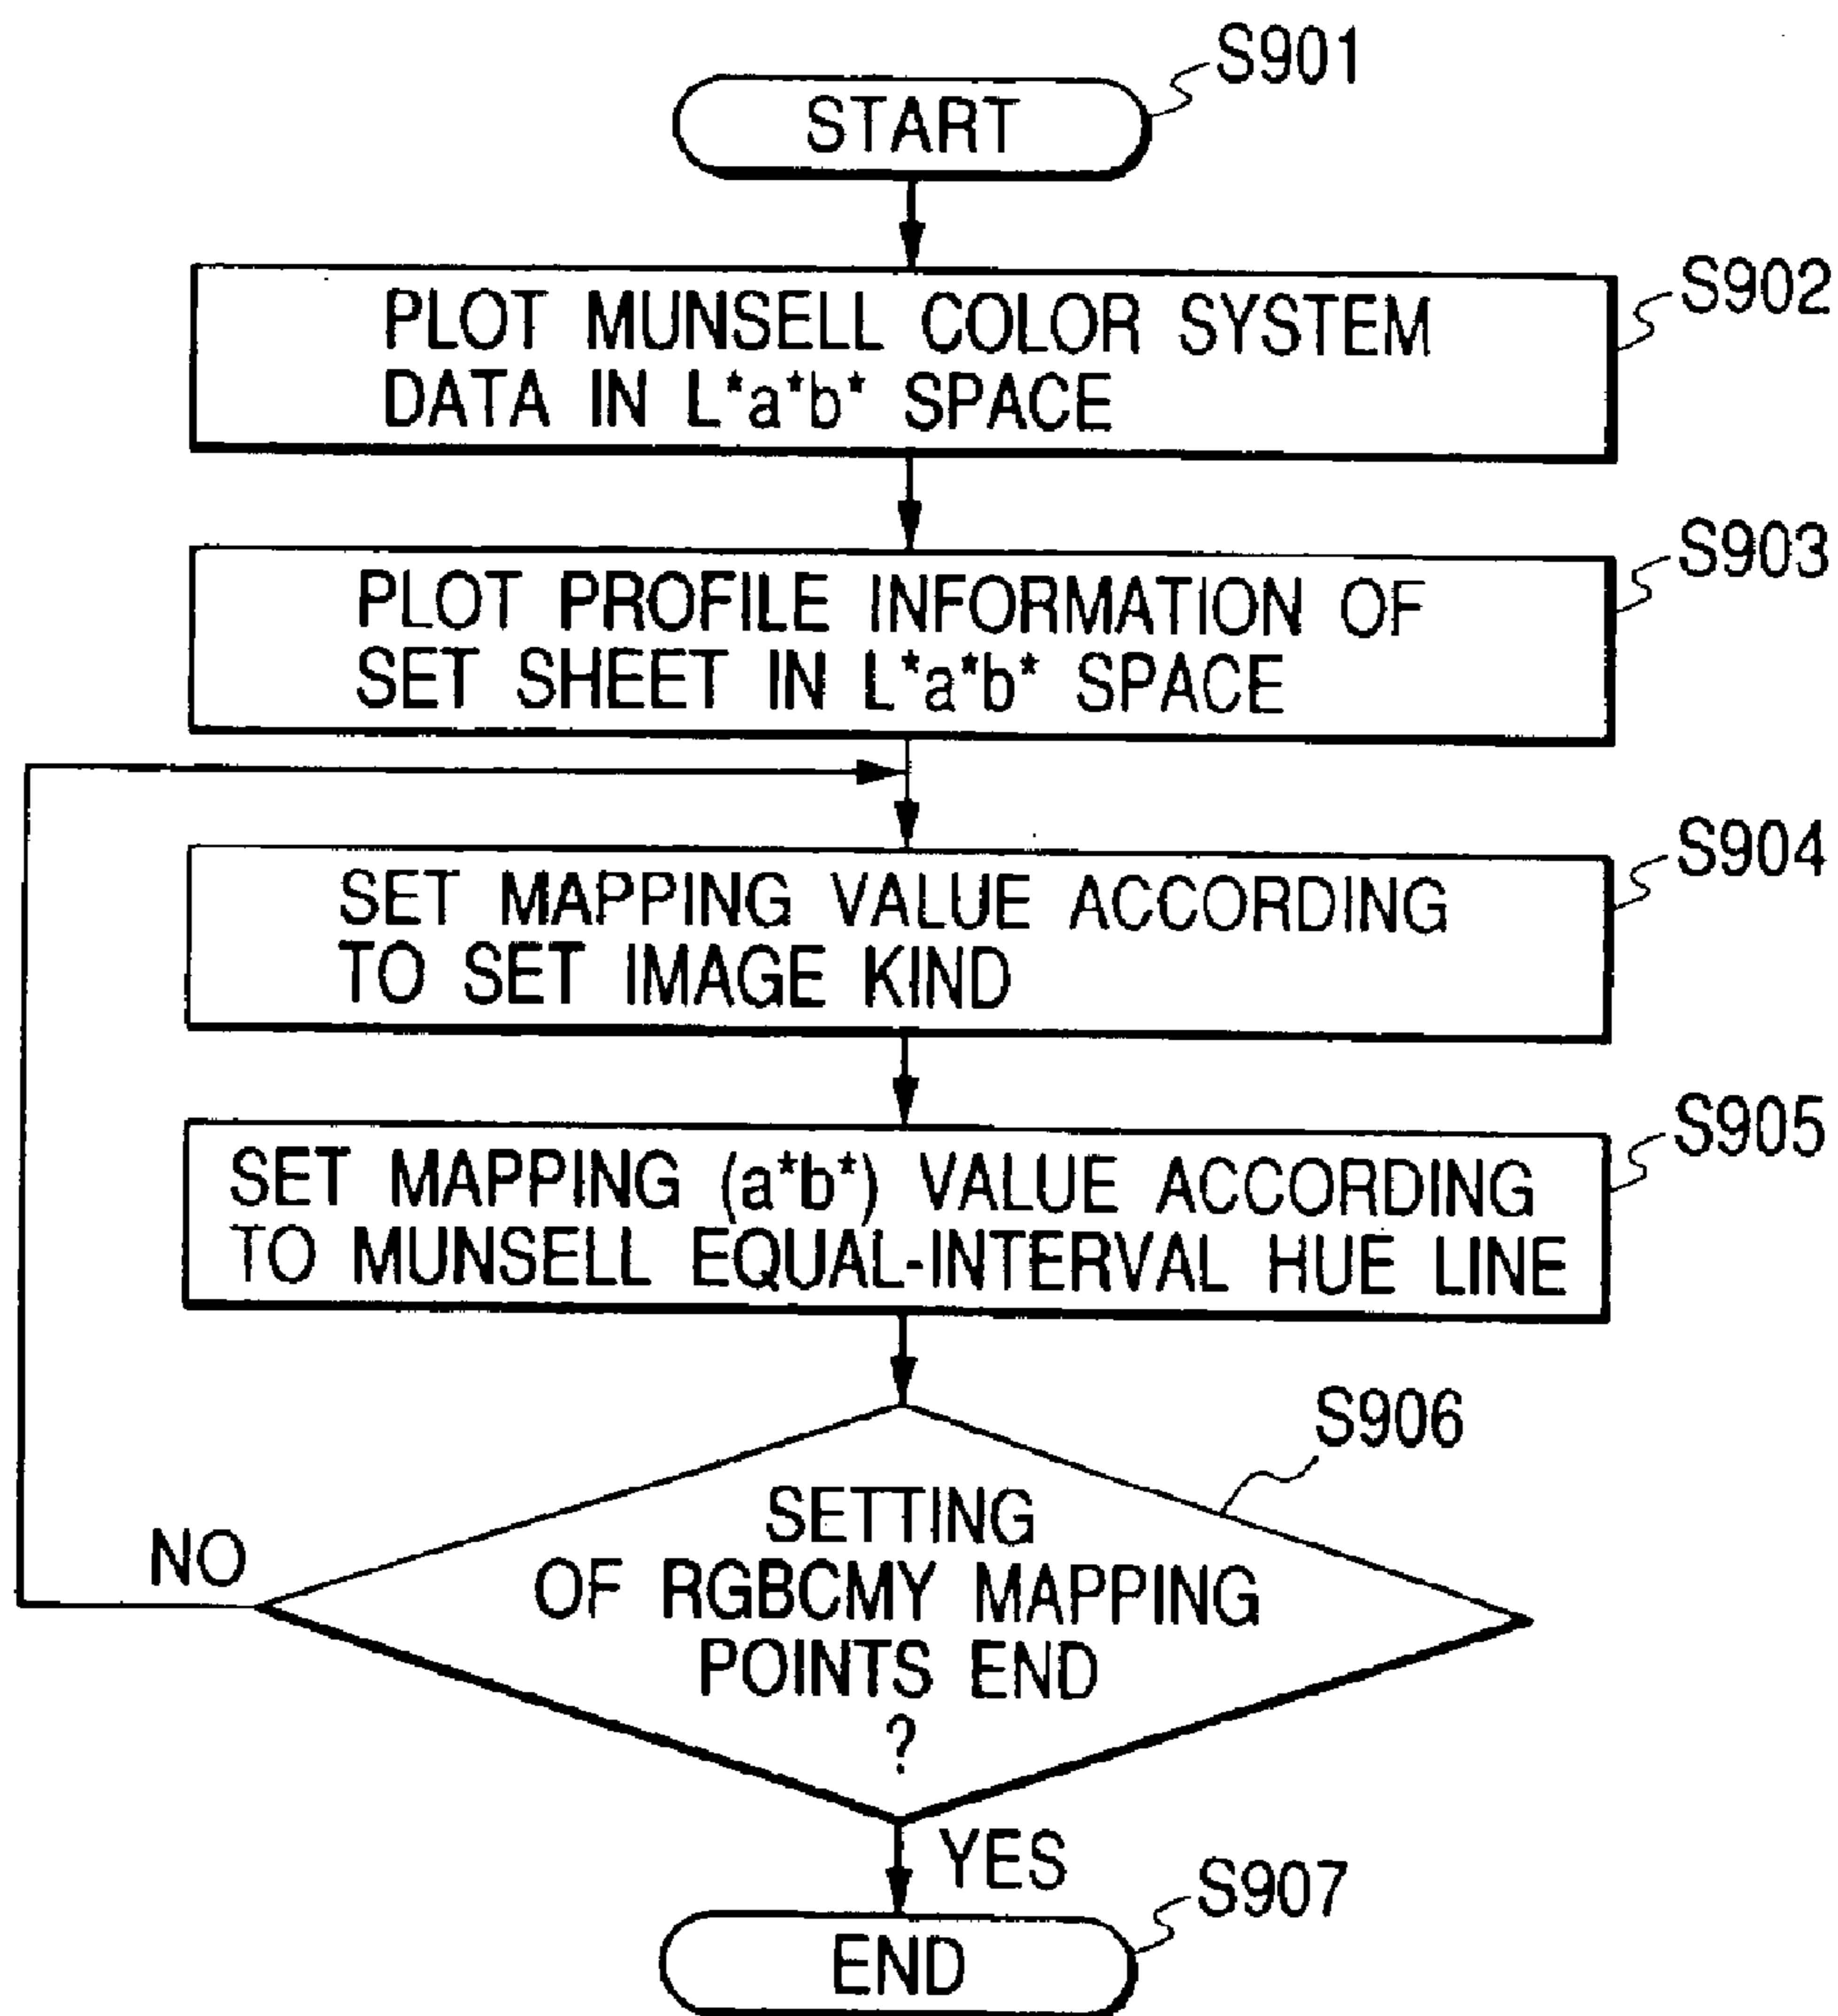 S901
START
S902
PLOT MUNSELL COLOR SYSTEM
DATA IN L*a*b* SPACE
S903
PLOT PROFILE INFORMATION OF
SET SHEET IN L*a*b* SPACE
S904
SET MAPPING VALUE ACCORDING
TO SET IMAGE KIND
S905
SET MAPPING (a*b*) VALUE ACCORDING
TO MUNSELL EQUAL-INTERVAL HUE LINE
S906
SETTING
OF RGBCMY MAPPING
POINTS END
?
NO
YES
S907
END